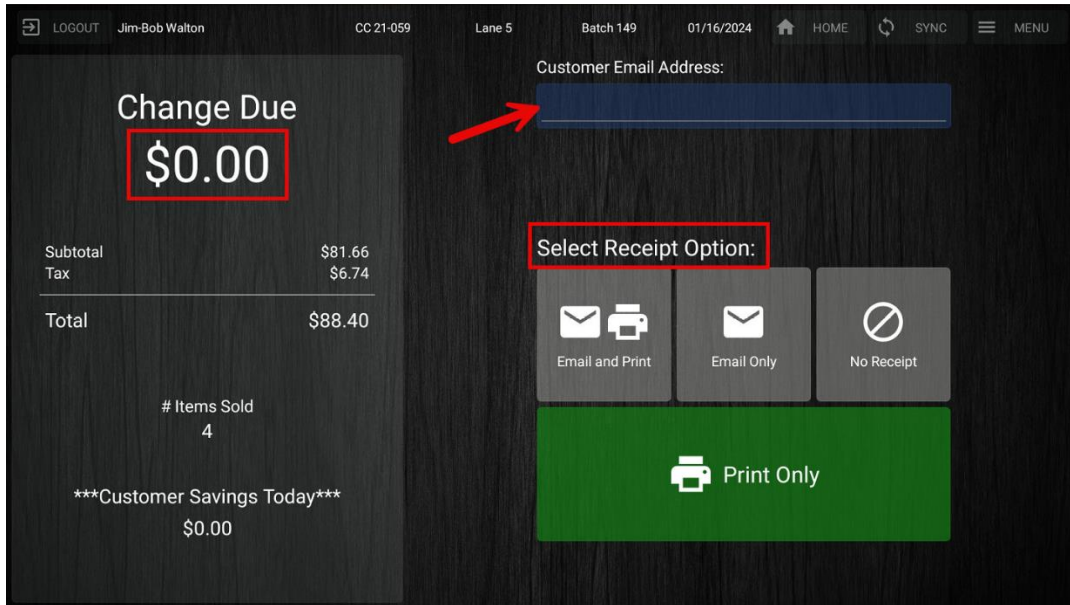 LOGOUT Jim-Bob Walton CC 21-059 Lane 5 Batch 149 01/16/2024 HOME SYNC MENU
Change Due
$0.00
Subtotal $81.66
Tax $6.74
Total $88.40
# Items Sold
4
***Customer Savings Today***
$0.00
Customer Email Address:
Select Receipt Option:
Email and Print Email Only No Receipt
Print Only